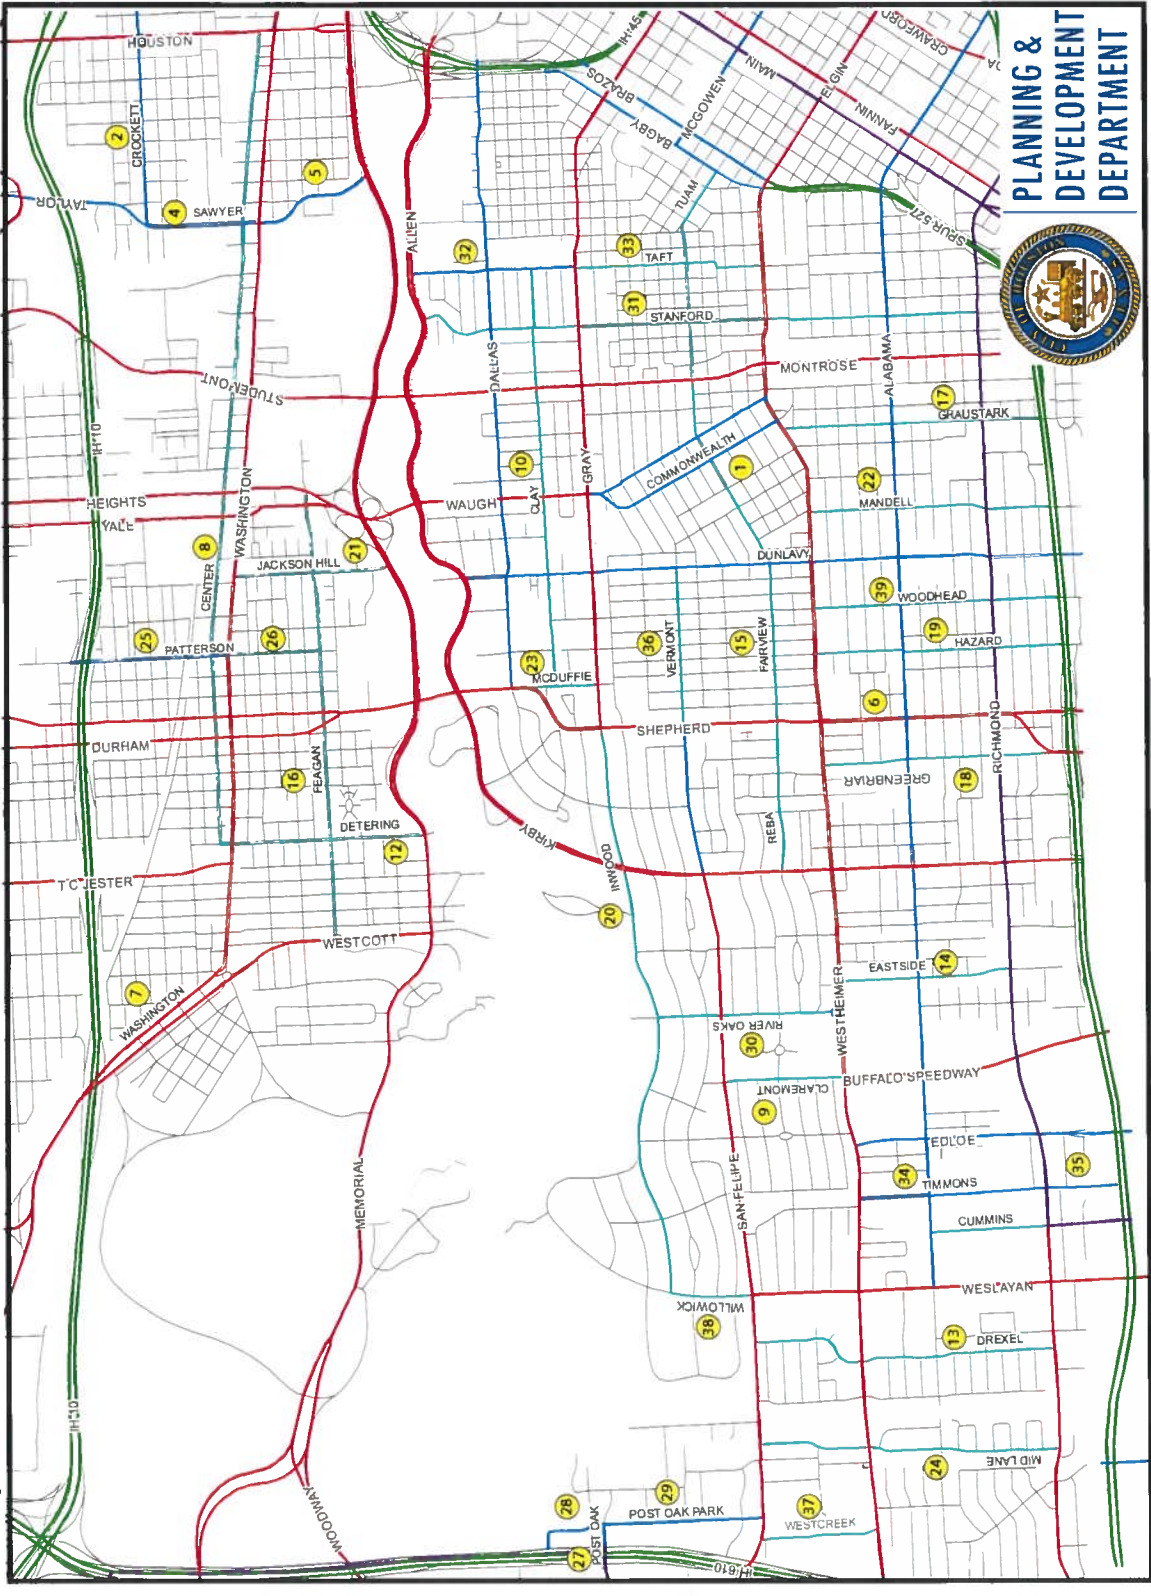 HOUSTON
CROCKETT
2
TAYLOR
4
SAWYER
5
ALLEN
IH-45
BRAZOS
BAGBY
MCGOWEN
MAIN
ELGIN
FANNIN
CRAWFORD
TUAM
SPUR 527
32
33
TAFT
31
STANFORD
STUDEMONT
DALLAS
MONTROSE
ALABAMA
17
GRAUSTARK
IH-10
HEIGHTS
YALE
WASHINGTON
WAUGH
10
CLAY
GRAY
COMMONWEALTH
1
22
MANDELL
8
CENTER
JACKSON HILL
21
DUNLAVY
39
WOODHEAD
25
PATTERSON
26
23
MCDUFFIE
36
VERMONT
15
FAIRVIEW
19
HAZARD
6
DURHAM
SHEPHERD
RICHMOND
16
FEAGAN
GREENBRIAR
18
DETERING
12
KIRBY
REBA
T C JESTER
INWOOD
20
WESTCOTT
7
WASHINGTON
EASTSIDE
14
WESTHEIMER
RIVER OAKS
30
CLAREMONT
9
BUFFALO SPEEDWAY
EDLOE
34
TIMMONS
35
CUMMINS
MEMORIAL
SAN FELIPE
WESLAYAN
WILLOWICK
38
13
DREXEL
IH-10
24
MID LANE
WOODWAY
28
29
POST OAK PARK
37
WESTCREEK
27
POST OAK
IH-610
PLANNING &
DEVELOPMENT
DEPARTMENT